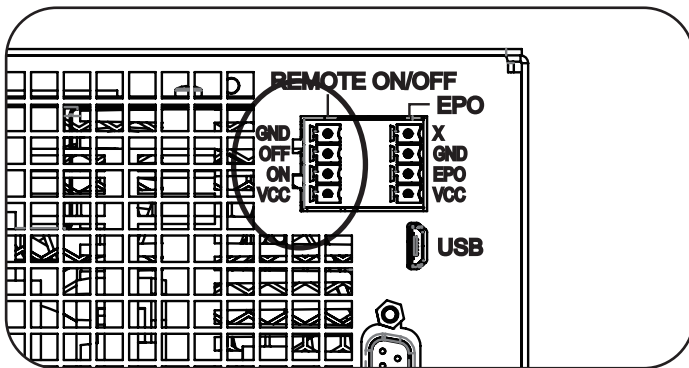 REMOTE ON/OFF
EPO
GND
OFF
ON
VCC
X
GND
EPO
VCC
USB